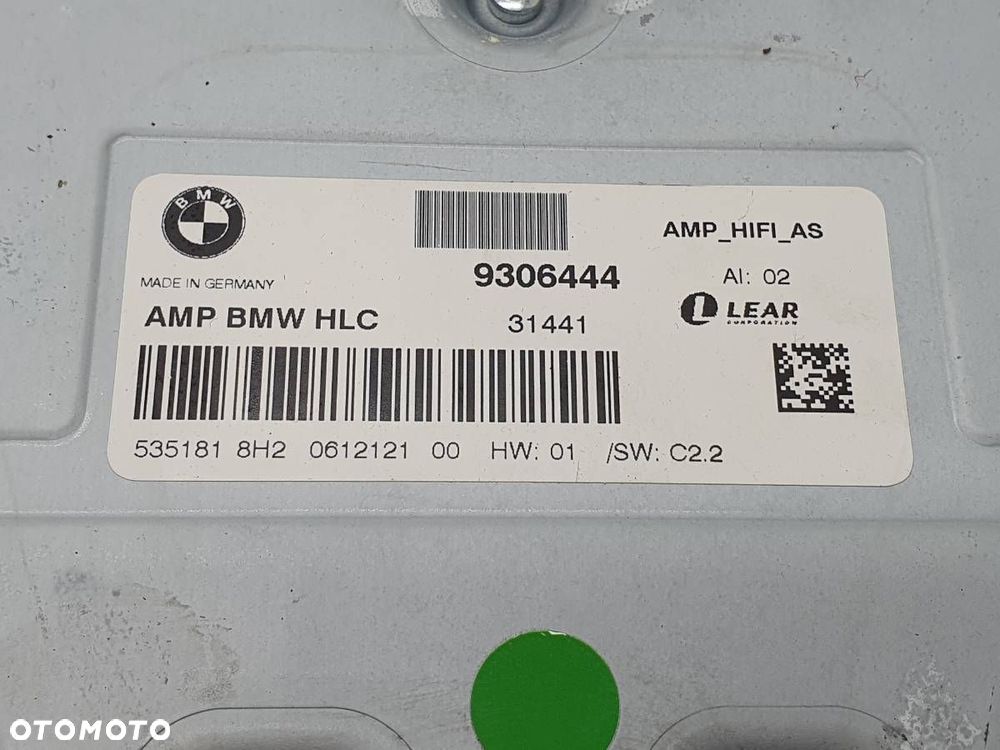 BMW
AMP_HIFI_AS
MADE IN GERMANY
9306444
AI: 02
AMP BMW HLC
31441
LEAR
CORPORATION
535181 8H2 0612121 00 HW: 01 /SW: C2.2
OTOMOTO